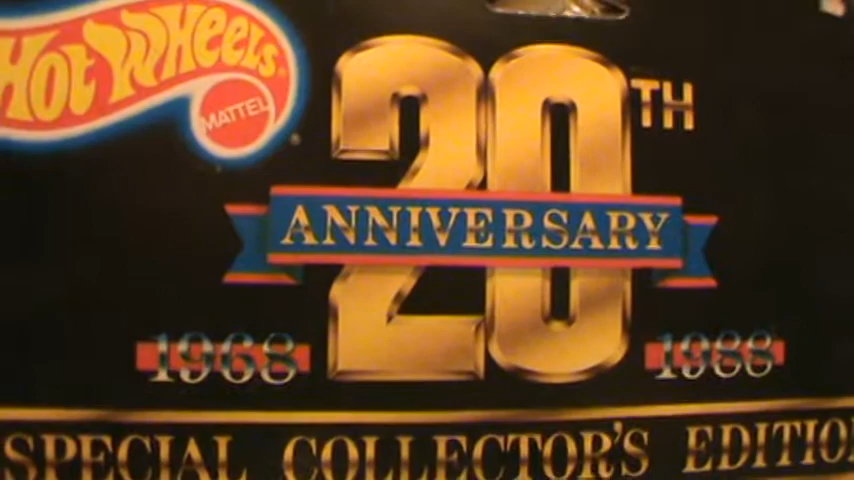 Hot Wheels®
MATTEL
20TH
ANNIVERSARY
1968 1988
SPECIAL COLLECTOR'S EDITION